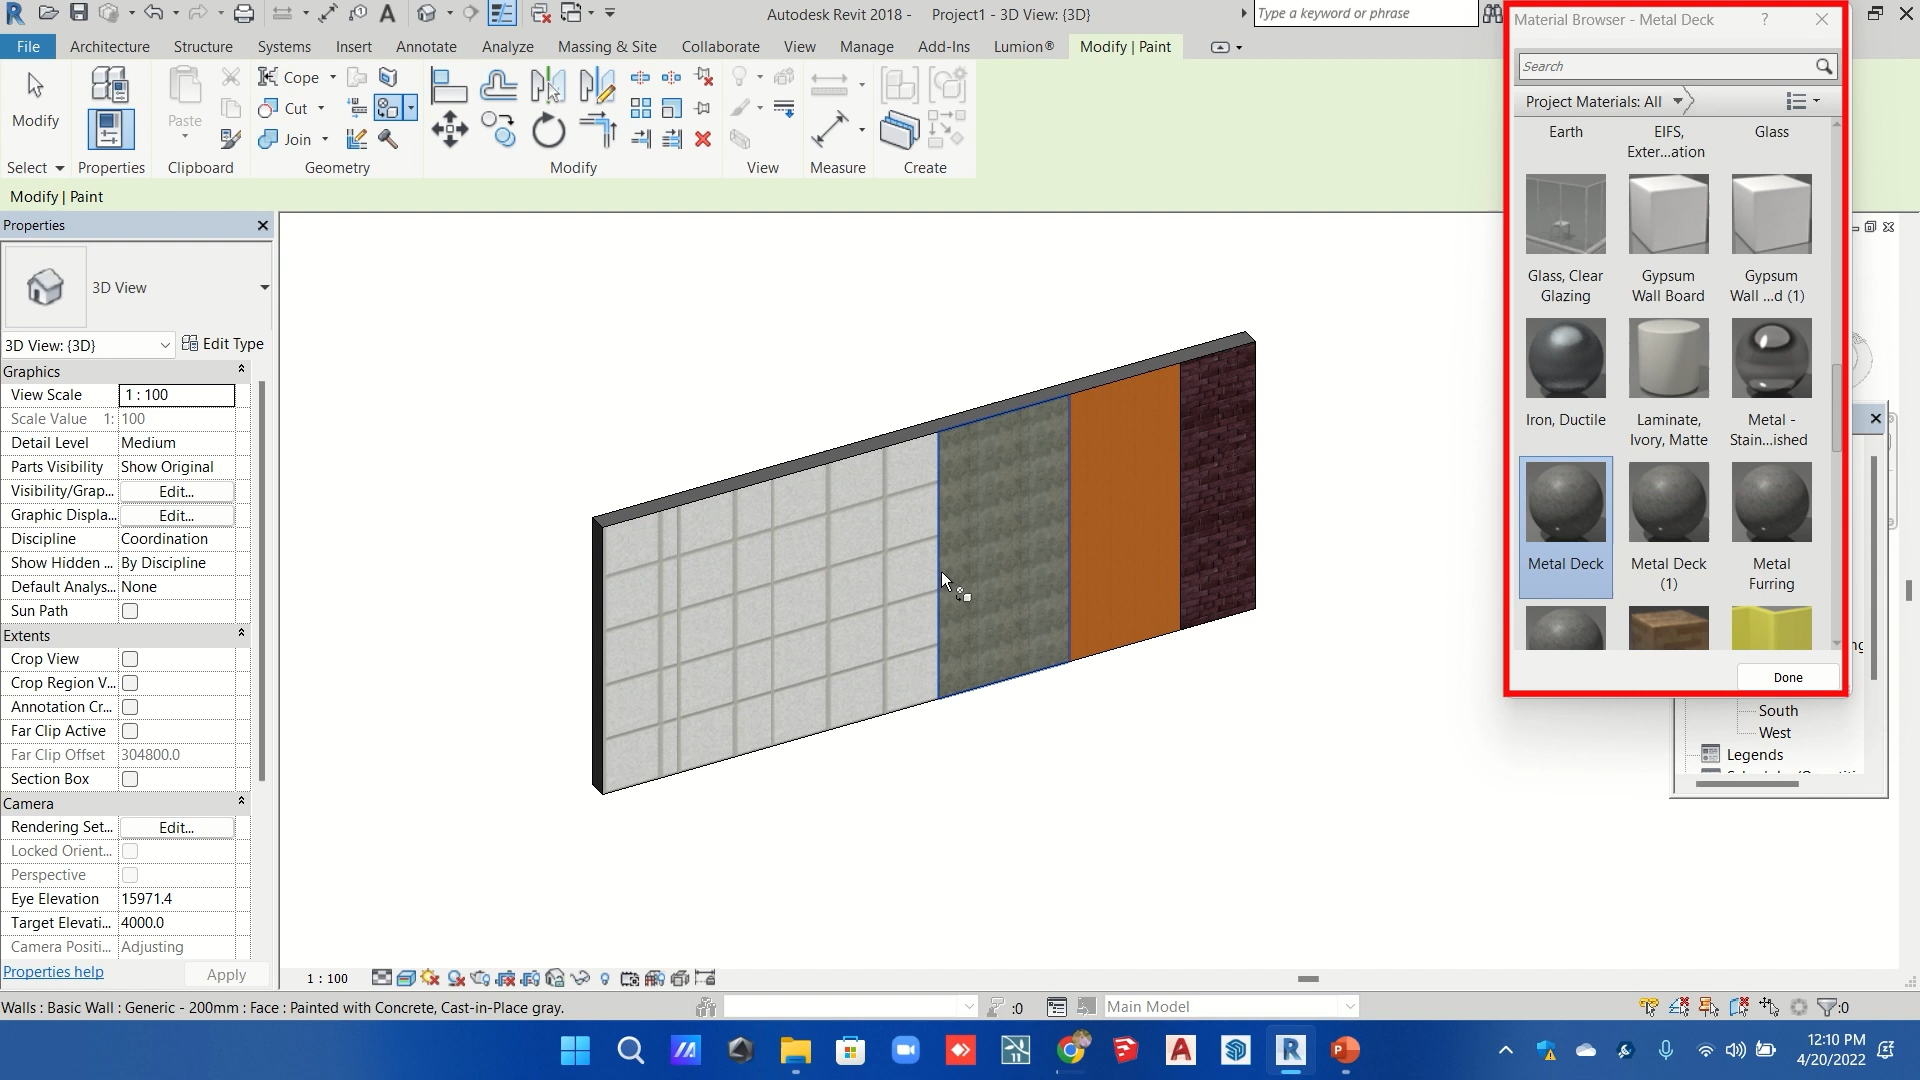 Autodesk Revit 2018 - Project1 - 3D View: {3D}
Type a keyword or phrase
File Architecture Structure Systems Insert Annotate Analyze Massing & Site Collaborate View Manage Add-Ins Lumion® Modify | Paint
Modify
Select
Properties
Paste
Clipboard
Cope
Cut
Join
Geometry
Modify
View
Measure
Create
Modify | Paint
Properties
3D View
3D View: {3D} Edit Type
Graphics
View Scale 1 : 100
Scale Value 1: 100
Detail Level Medium
Parts Visibility Show Original
Visibility/Grap... Edit...
Graphic Displa... Edit...
Discipline Coordination
Show Hidden ... By Discipline
Default Analys... None
Sun Path
Extents
Crop View
Crop Region V...
Annotation Cr...
Far Clip Active
Far Clip Offset 304800.0
Section Box
Camera
Rendering Set... Edit...
Locked Orient...
Perspective
Eye Elevation 15971.4
Target Elevati... 4000.0
Camera Positi... Adjusting
Properties help Apply
Material Browser - Metal Deck ?
Search
Project Materials: All
Earth
EIFS,
Exter...ation
Glass
Glass, Clear
Glazing
Gypsum
Wall Board
Gypsum
Wall ...d (1)
Iron, Ductile
Laminate,
Ivory, Matte
Metal -
Stain...ished
Metal Deck
Metal Deck
(1)
Metal
Furring
Done
South
West
Legends
1 : 100
Walls : Basic Wall : Generic - 200mm : Face : Painted with Concrete, Cast-in-Place gray.
:0
Main Model
:0
11
12:10 PM
4/20/2022